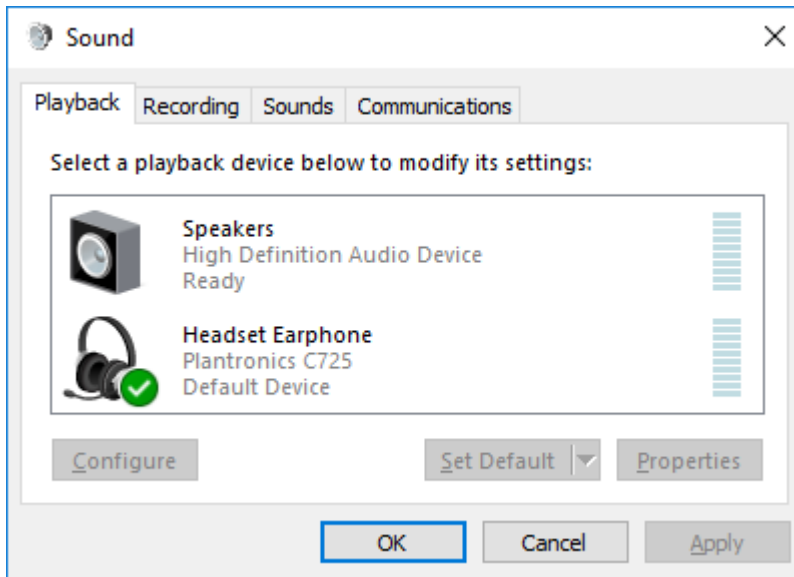 Sound
Playback Recording Sounds Communications
Select a playback device below to modify its settings:
Speakers
High Definition Audio Device
Ready
Headset Earphone
Plantronics C725
Default Device
Configure Set Default Properties
OK Cancel Apply